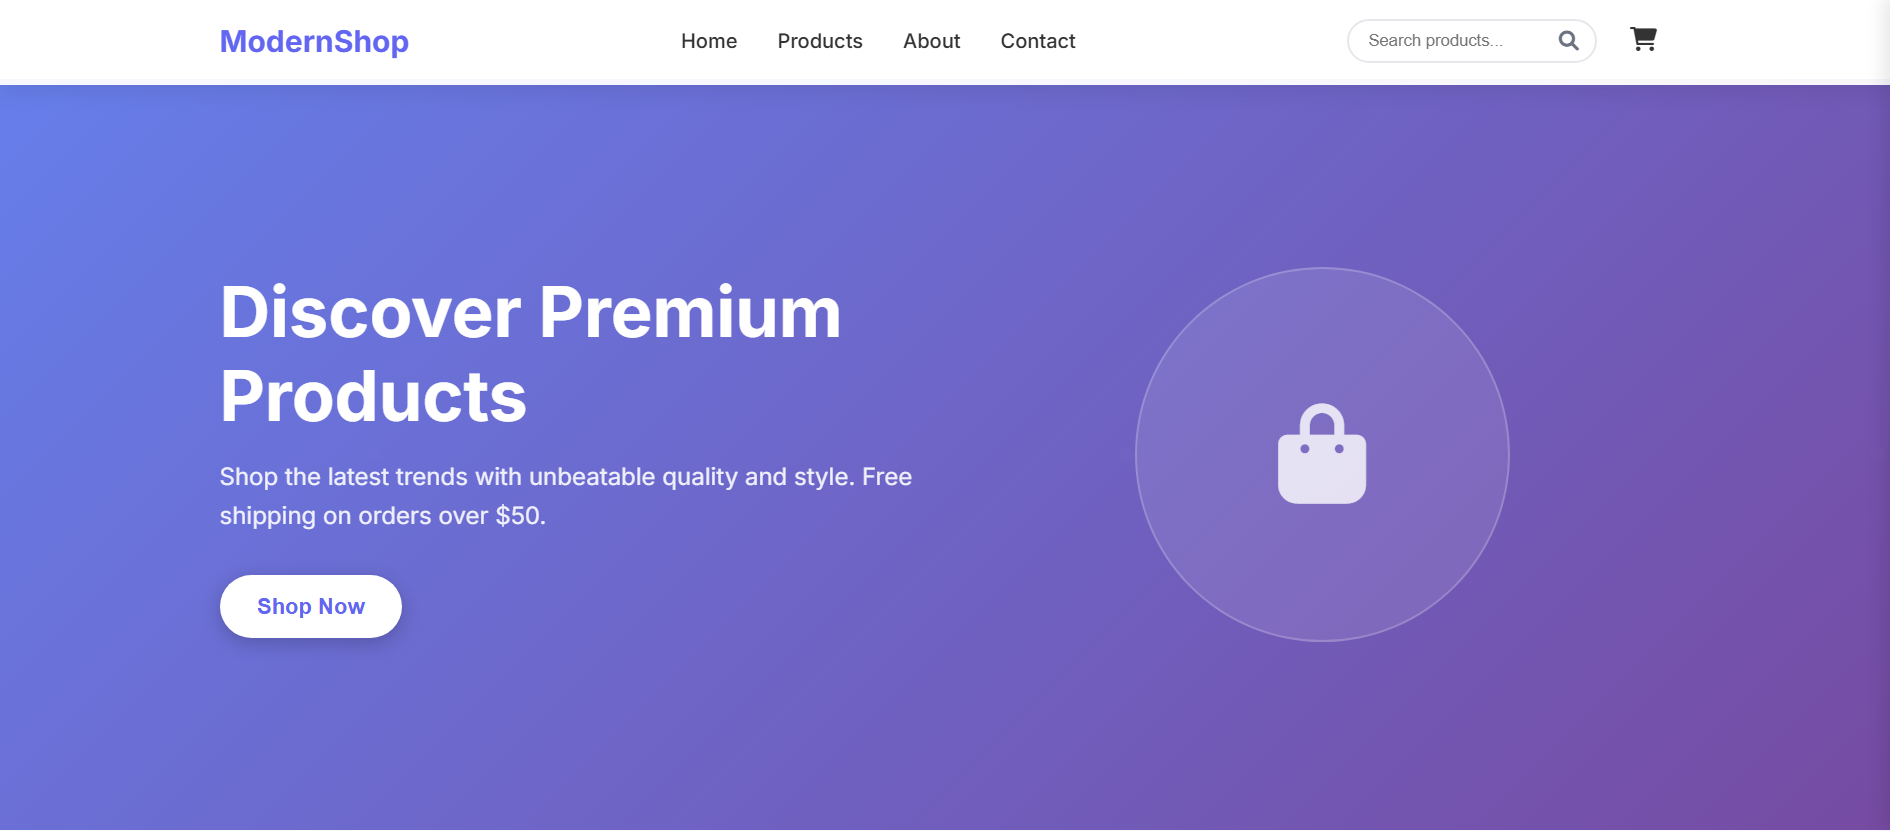 ModernShop
Home
Products
About
Contact
Search products...
Discover Premium
Products
Shop the latest trends with unbeatable quality and style. Free
shipping on orders over $50.
Shop Now